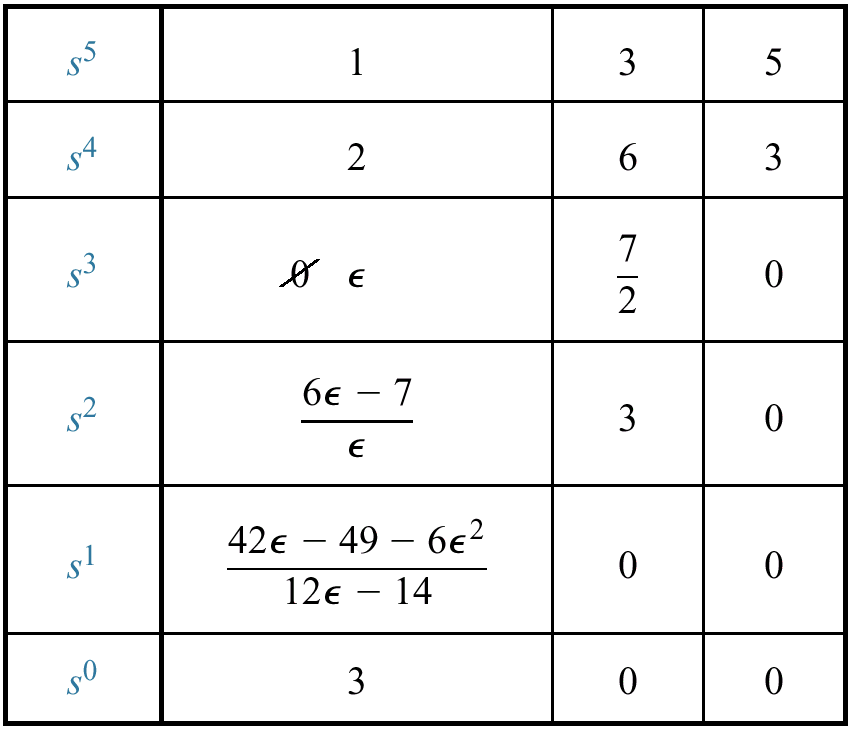 s⁵ 1 3 5
s⁴ 2 6 3
s³ 0̸ ϵ 7/2 0
s² (6ϵ − 7)/ϵ 3 0
s¹ (42ϵ − 49 − 6ϵ²)/(12ϵ − 14) 0 0
s⁰ 3 0 0